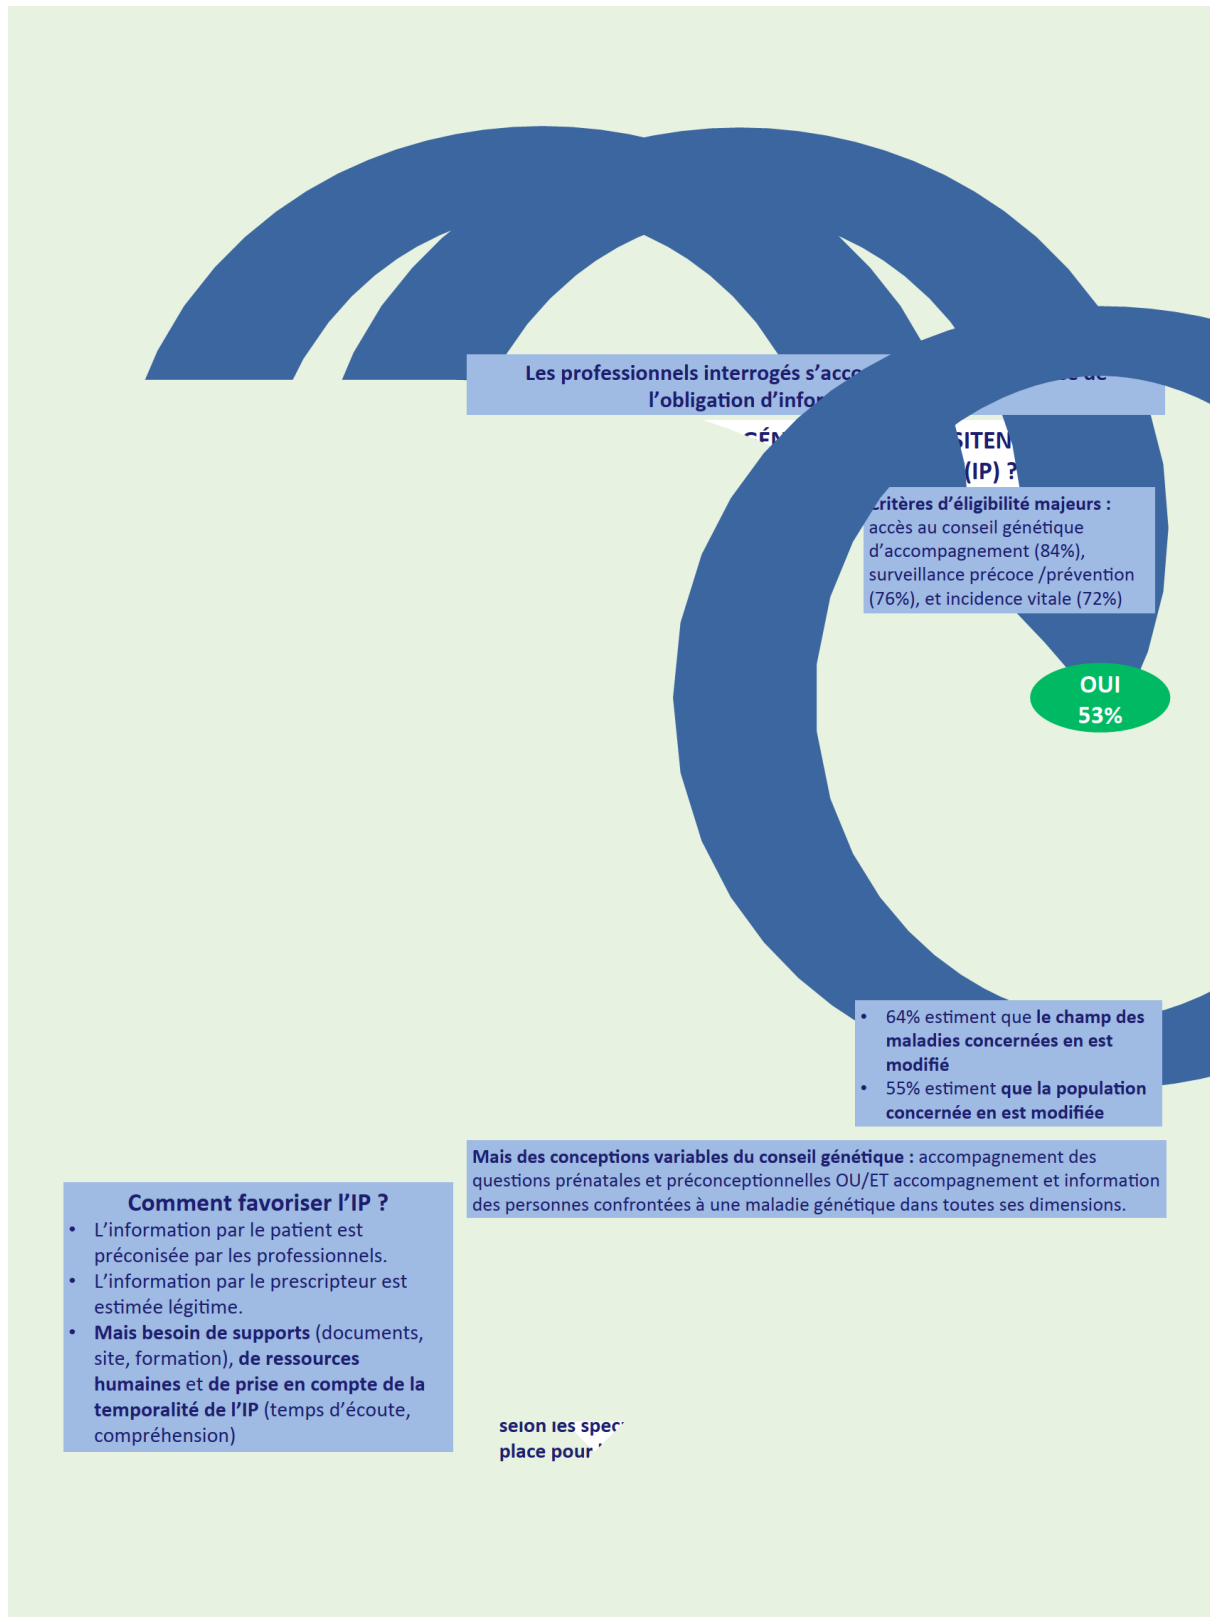 Les professionnels interrogés s’acco
l’obligation d’infor
SITEN
(IP) ?
critères d’éligibilité majeurs :
accès au conseil génétique
d’accompagnement (84%),
surveillance précoce /prévention
(76%), et incidence vitale (72%)
OUI
53%
• 64% estiment que le champ des
maladies concernées en est
modifié
• 55% estiment que la population
concernée en est modifiée
Mais des conceptions variables du conseil génétique : accompagnement des
questions prénatales et préconceptionnelles OU/ET accompagnement et information
des personnes confrontées à une maladie génétique dans toutes ses dimensions.
Comment favoriser l’IP ?
• L’information par le patient est
préconisée par les professionnels.
• L’information par le prescripteur est
estimée légitime.
• Mais besoin de supports (documents,
site, formation), de ressources
humaines et de prise en compte de la
temporalité de l’IP (temps d’écoute,
compréhension)
selon les spec
place pour